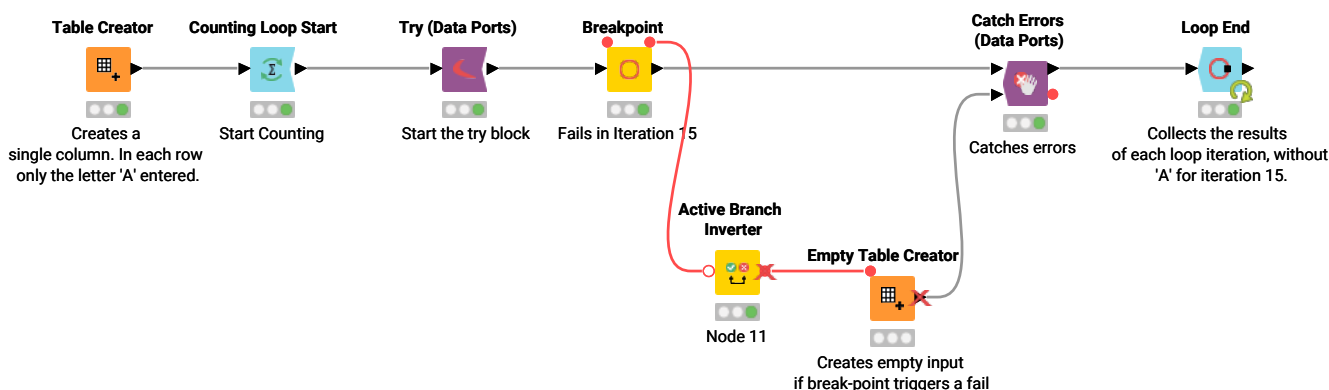 Table Creator
Creates a
single column. In each row
only the letter 'A' entered.
Counting Loop Start
Start Counting
Try (Data Ports)
Start the try block
Breakpoint
Fails in Iteration 15
Catch Errors
(Data Ports)
Catches errors
Loop End
Collects the results
of each loop iteration, without
'A' for iteration 15.
Active Branch
Inverter
Node 11
Empty Table Creator
Creates empty input
if break-point triggers a fail